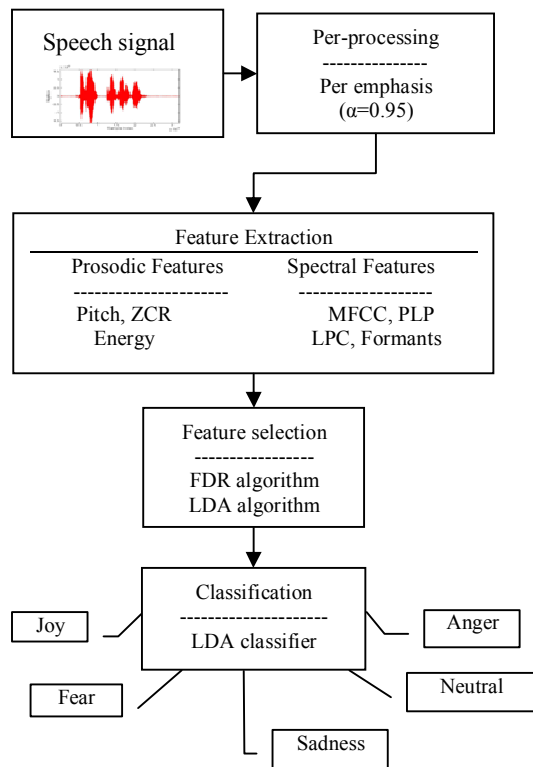 Speech signal
Per-processing
----------------
Per emphasis
(α=0.95)
Feature Extraction
Prosodic Features
-----------------------
Pitch, ZCR
Energy
Spectral Features
--------------------
MFCC, PLP
LPC, Formants
Feature selection
-----------------
FDR algorithm
LDA algorithm
Classification
---------------------
LDA classifier
Joy
Anger
Fear
Neutral
Sadness